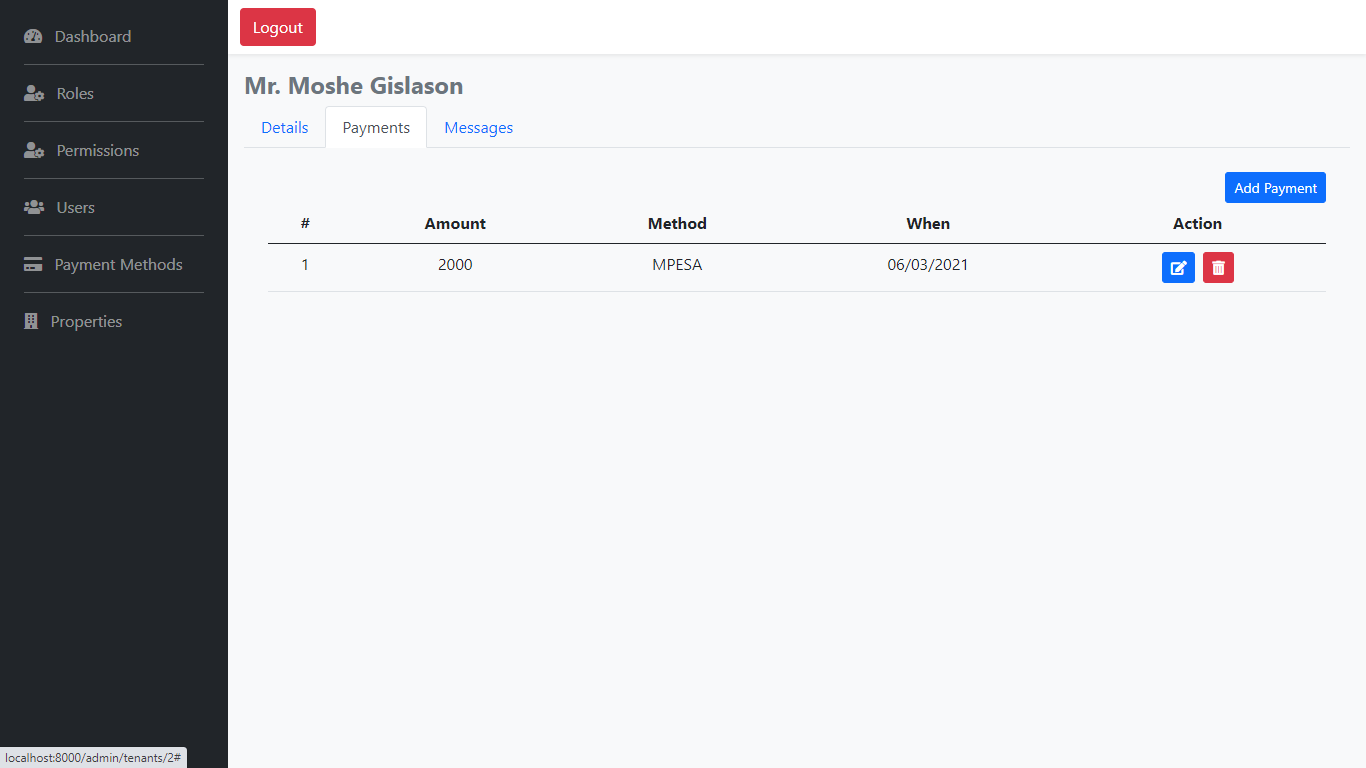 Dashboard
Roles
Permissions
Users
Payment Methods
Properties
Logout
Mr. Moshe Gislason
Details Payments Messages
Add Payment
# Amount Method When Action
1 2000 MPESA 06/03/2021
localhost:8000/admin/tenants/2#